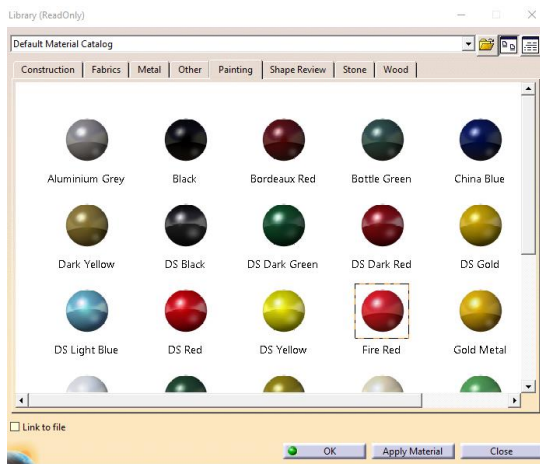 Library (ReadOnly)
Default Material Catalog
Construction Fabrics Metal Other Painting Shape Review Stone Wood
Aluminium Grey Black Bordeaux Red Bottle Green China Blue
Dark Yellow DS Black DS Dark Green DS Dark Red DS Gold
DS Light Blue DS Red DS Yellow Fire Red Gold Metal
Link to file
OK Apply Material Close